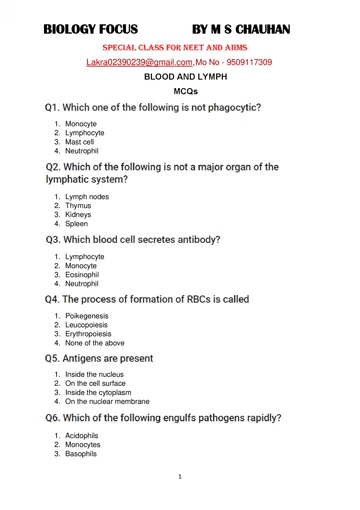 BIOLOGY FOCUS BY M S CHAUHAN
SPECIAL CLASS FOR NEET AND AIIMS
Lakra02390239@gmail.com,Mo No - 9509117309
BLOOD AND LYMPH
MCQs
Q1. Which one of the following is not phagocytic?
1. Monocyte
2. Lymphocyte
3. Mast cell
4. Neutrophil
Q2. Which of the following is not a major organ of the
lymphatic system?
1. Lymph nodes
2. Thymus
3. Kidneys
4. Spleen
Q3. Which blood cell secretes antibody?
1. Lymphocyte
2. Monocyte
3. Eosinophil
4. Neutrophil
Q4. The process of formation of RBCs is called
1. Poikegenesis
2. Leucopoiesis
3. Erythropoiesis
4. None of the above
Q5. Antigens are present
1. Inside the nucleus
2. On the cell surface
3. Inside the cytoplasm
4. On the nuclear membrane
Q6. Which of the following engulfs pathogens rapidly?
1. Acidophils
2. Monocytes
3. Basophils
1